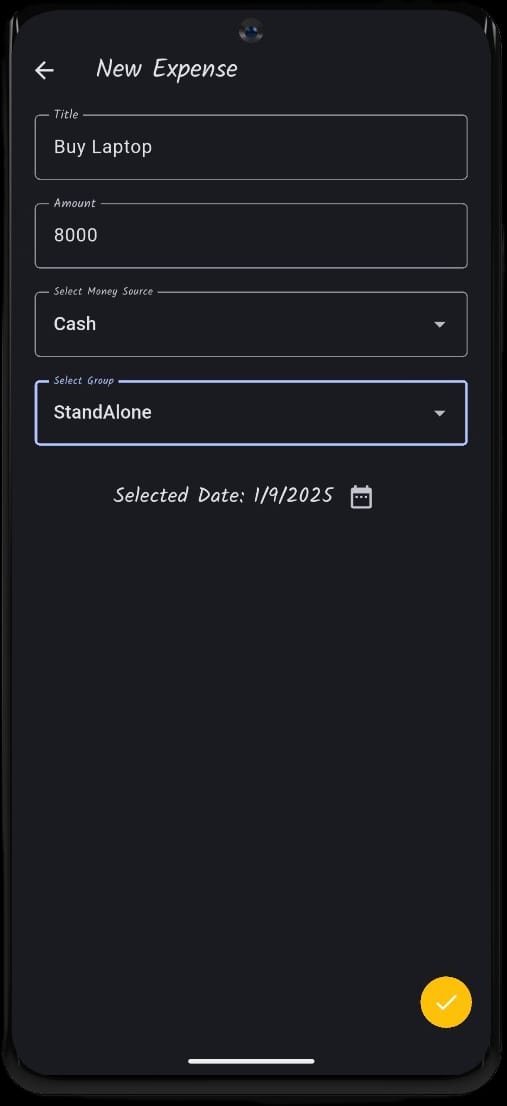 New Expense
Title
Buy Laptop
Amount
8000
Select Money Source
Cash
Select Group
StandAlone
Selected Date: 1/9/2025